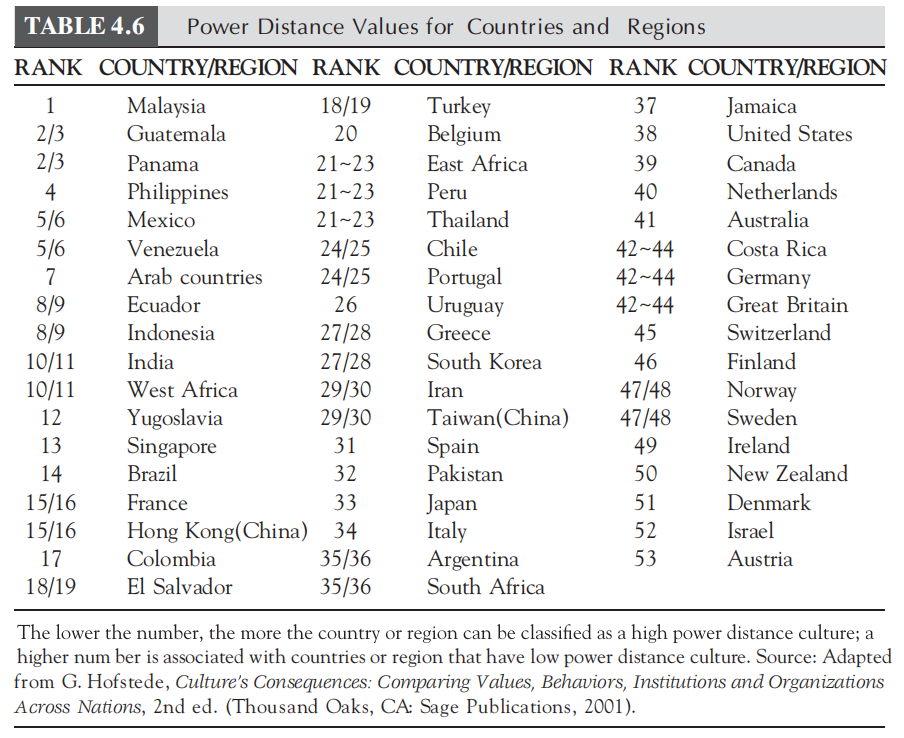 TABLE 4.6 Power Distance Values for Countries and Regions
RANK COUNTRY/REGION RANK COUNTRY/REGION RANK COUNTRY/REGION
1 Malaysia 18/19 Turkey 37 Jamaica
2/3 Guatemala 20 Belgium 38 United States
2/3 Panama 21~23 East Africa 39 Canada
4 Philippines 21~23 Peru 40 Netherlands
5/6 Mexico 21~23 Thailand 41 Australia
5/6 Venezuela 24/25 Chile 42~44 Costa Rica
7 Arab countries 24/25 Portugal 42~44 Germany
8/9 Ecuador 26 Uruguay 42~44 Great Britain
8/9 Indonesia 27/28 Greece 45 Switzerland
10/11 India 27/28 South Korea 46 Finland
10/11 West Africa 29/30 Iran 47/48 Norway
12 Yugoslavia 29/30 Taiwan(China) 47/48 Sweden
13 Singapore 31 Spain 49 Ireland
14 Brazil 32 Pakistan 50 New Zealand
15/16 France 33 Japan 51 Denmark
15/16 Hong Kong(China) 34 Italy 52 Israel
17 Colombia 35/36 Argentina 53 Austria
18/19 El Salvador 35/36 South Africa
The lower the number, the more the country or region can be classified as a high power distance culture; a
higher num ber is associated with countries or region that have low power distance culture. Source: Adapted
from G. Hofstede, Culture's Consequences: Comparing Values, Behaviors, Institutions and Organizations
Across Nations, 2nd ed. (Thousand Oaks, CA: Sage Publications, 2001).